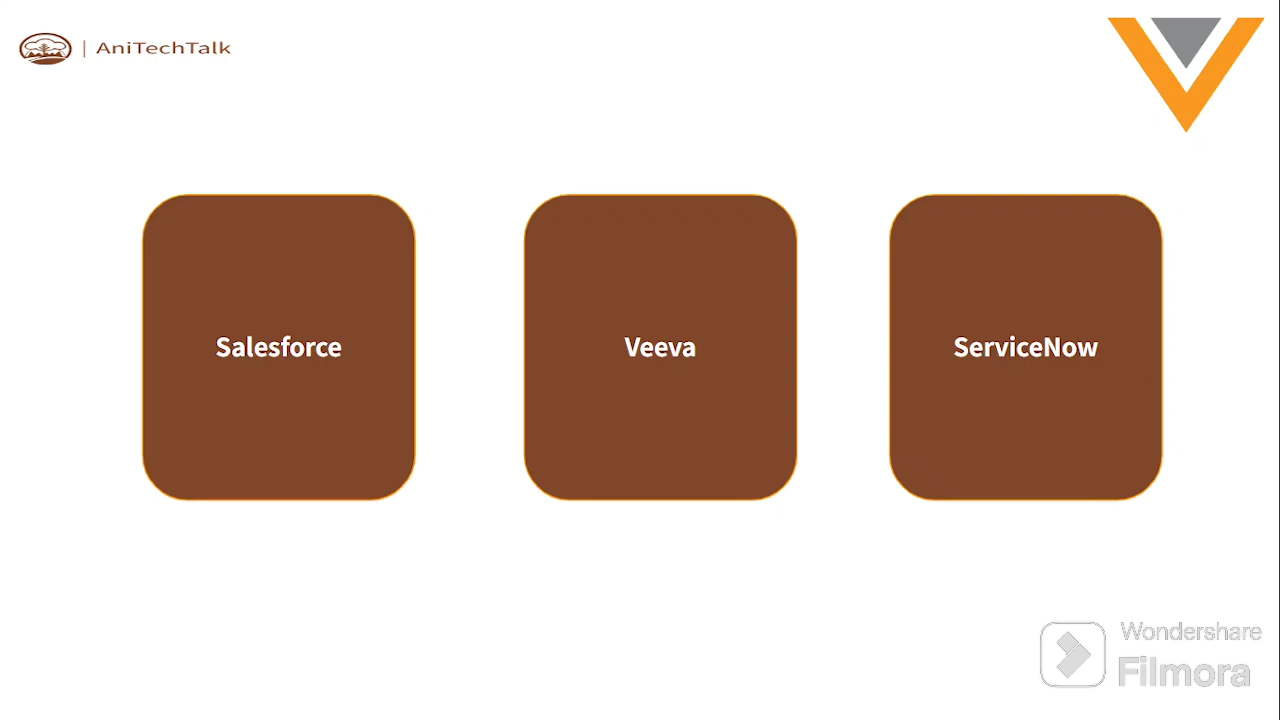 | AniTechTalk
Salesforce
Veeva
ServiceNow
Wondershare
Filmora